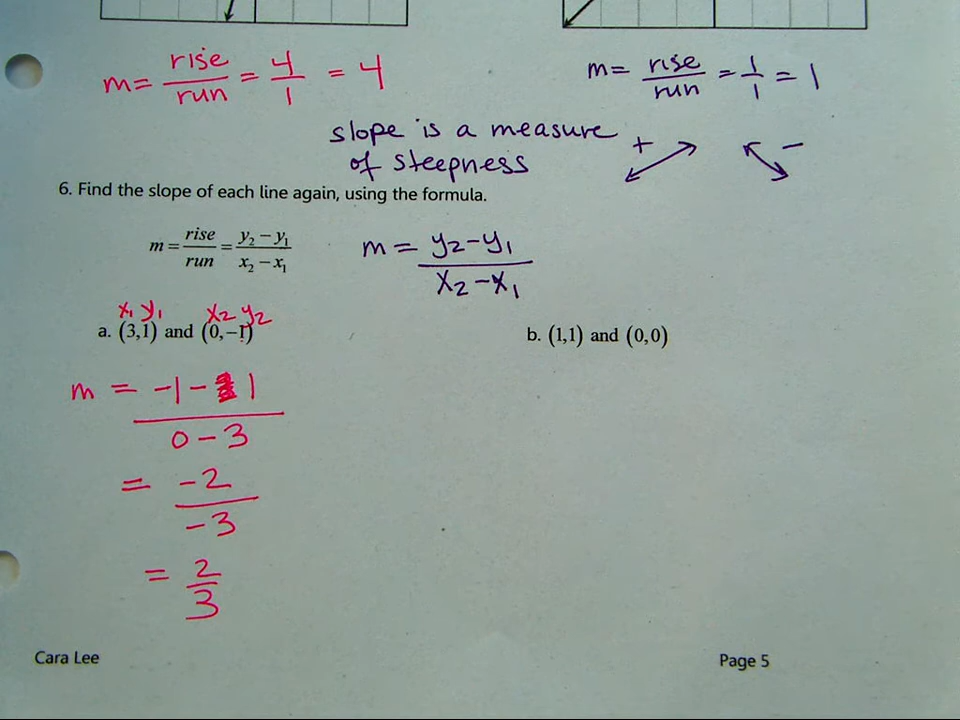 m = rise/run = 4/1 = 4
m = rise/run = 1/1 = 1
slope is a measure
of steepness
+ −
6. Find the slope of each line again, using the formula.
m = rise/run = y₂ − y₁/x₂ − x₁
m = y₂ − y₁/x₂ − x₁
x₁ y₁ x₂ y₂
a. (3,1) and (0,−1)
b. (1,1) and (0,0)
m = −1 − 1/0 − 3
= −2/−3
= 2/3
Cara Lee
Page 5